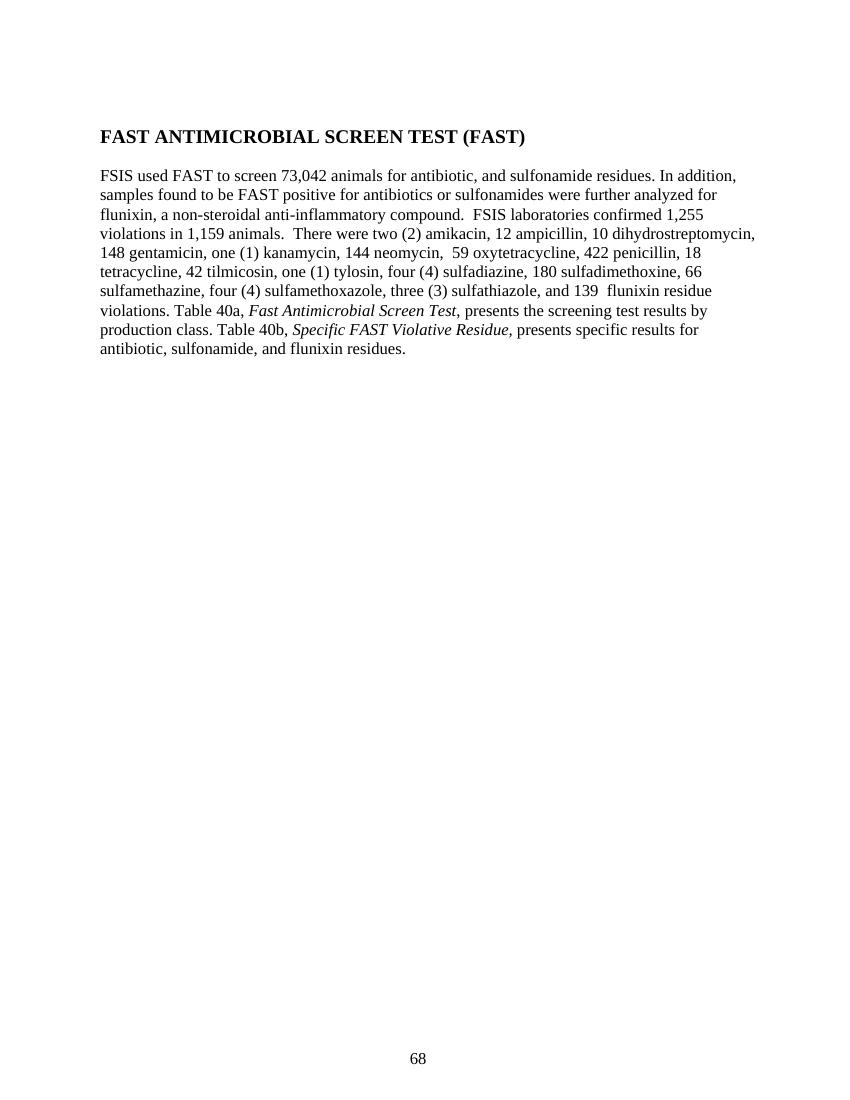 FAST ANTIMICROBIAL SCREEN TEST (FAST)
FSIS used FAST to screen 73,042 animals for antibiotic, and sulfonamide residues. In addition,
samples found to be FAST positive for antibiotics or sulfonamides were further analyzed for
flunixin, a non-steroidal anti-inflammatory compound.  FSIS laboratories confirmed 1,255
violations in 1,159 animals.  There were two (2) amikacin, 12 ampicillin, 10 dihydrostreptomycin,
148 gentamicin, one (1) kanamycin, 144 neomycin,  59 oxytetracycline, 422 penicillin, 18
tetracycline, 42 tilmicosin, one (1) tylosin, four (4) sulfadiazine, 180 sulfadimethoxine, 66
sulfamethazine, four (4) sulfamethoxazole, three (3) sulfathiazole, and 139  flunixin residue
violations. Table 40a, Fast Antimicrobial Screen Test, presents the screening test results by
production class. Table 40b, Specific FAST Violative Residue, presents specific results for
antibiotic, sulfonamide, and flunixin residues.
68